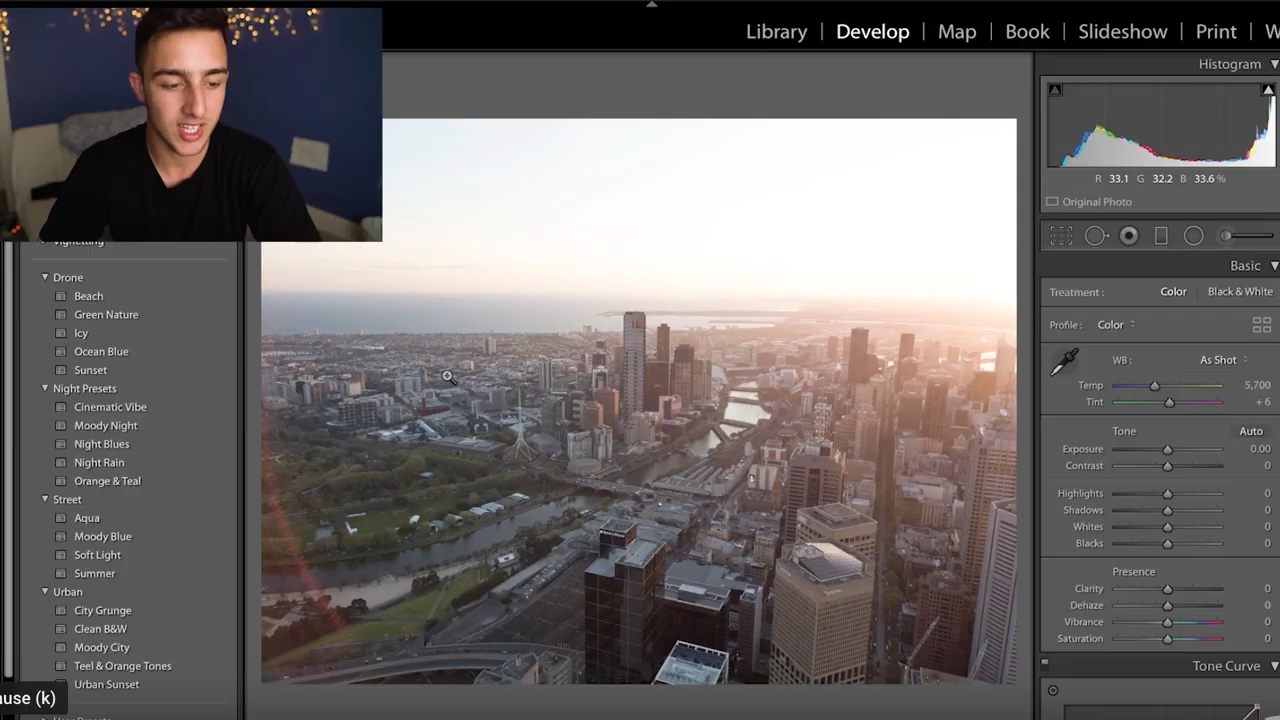 Library | Develop | Map | Book | Slideshow | Print | W
Histogram
R 33.1 G 32.2 B 33.6 %
Original Photo
Basic
Treatment : Color Black & White
Profile : Color
WB : As Shot
Temp 5,700
Tint + 6
Tone Auto
Exposure 0.00
Contrast 0
Highlights 0
Shadows 0
Whites 0
Blacks 0
Presence
Clarity 0
Dehaze 0
Vibrance 0
Saturation 0
Tone Curve
Vignetting
Drone
Beach
Green Nature
Icy
Ocean Blue
Sunset
Night Presets
Cinematic Vibe
Moody Night
Night Blues
Night Rain
Orange & Teal
Street
Aqua
Moody Blue
Soft Light
Summer
Urban
City Grunge
Clean B&W
Moody City
Teel & Orange Tones
Urban Sunset
ause (k)